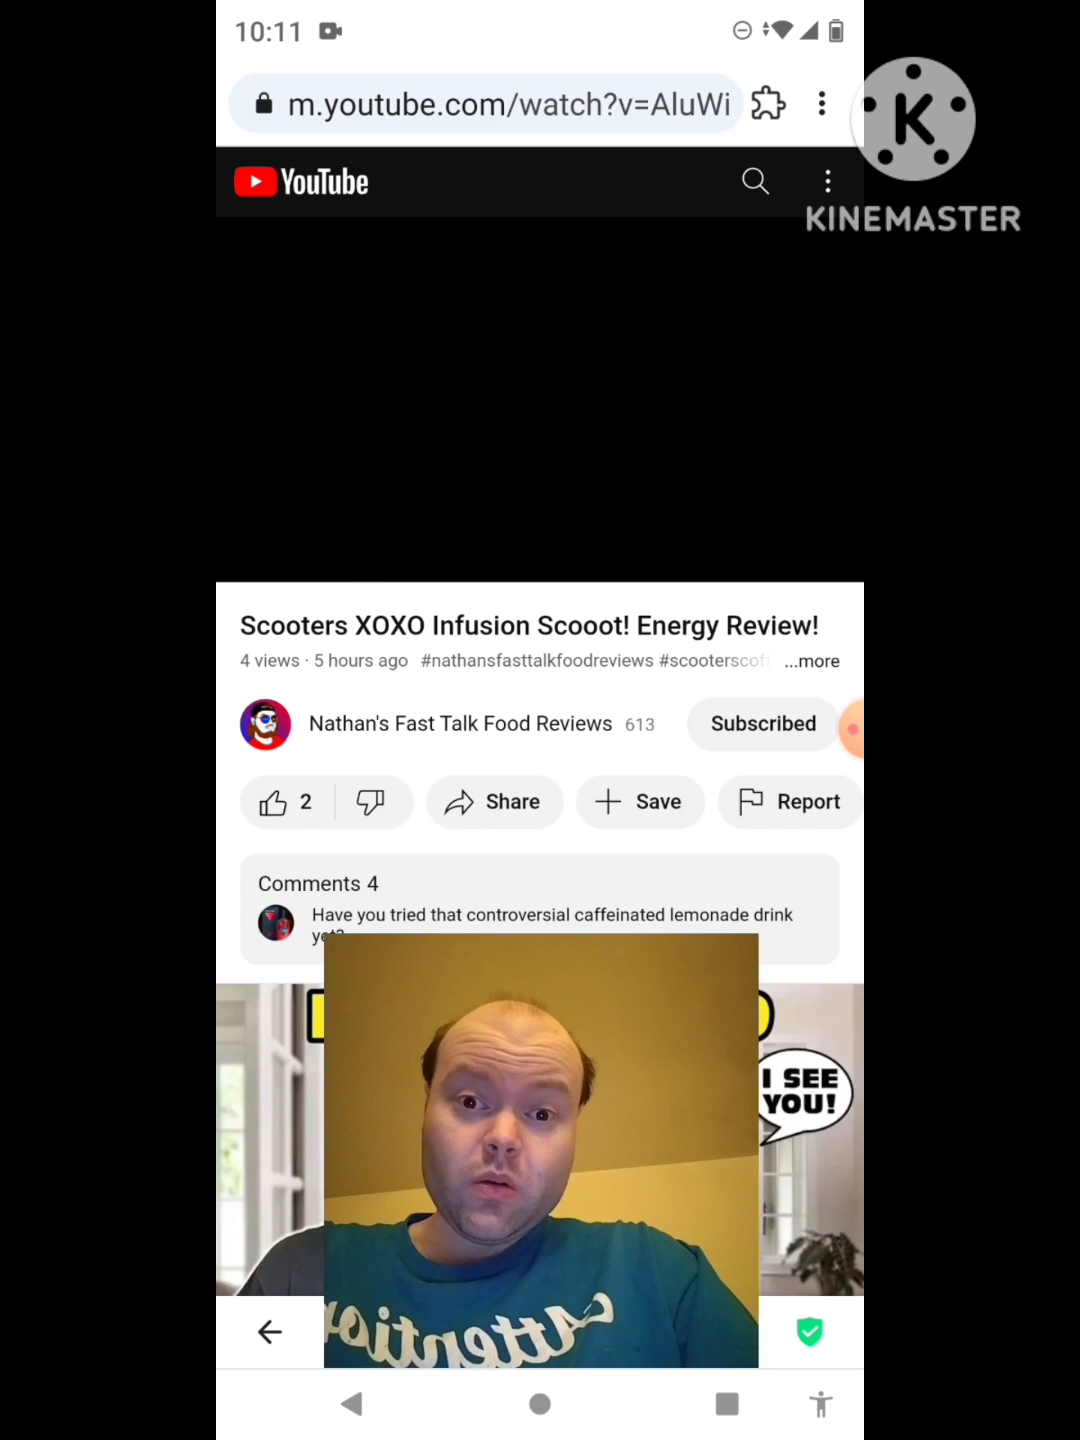 10:11
m.youtube.com/watch?v=AluWi
K
KINEMASTER
YouTube
Scooters XOXO Infusion Scooot! Energy Review!
4 views · 5 hours ago #nathansfasttalkfoodreviews #scooterscof ...more
Nathan's Fast Talk Food Reviews 613 Subscribed
2 Share Save Report
Comments 4
Have you tried that controversial caffeinated lemonade drink
yet?
I SEE
YOU!
Attention